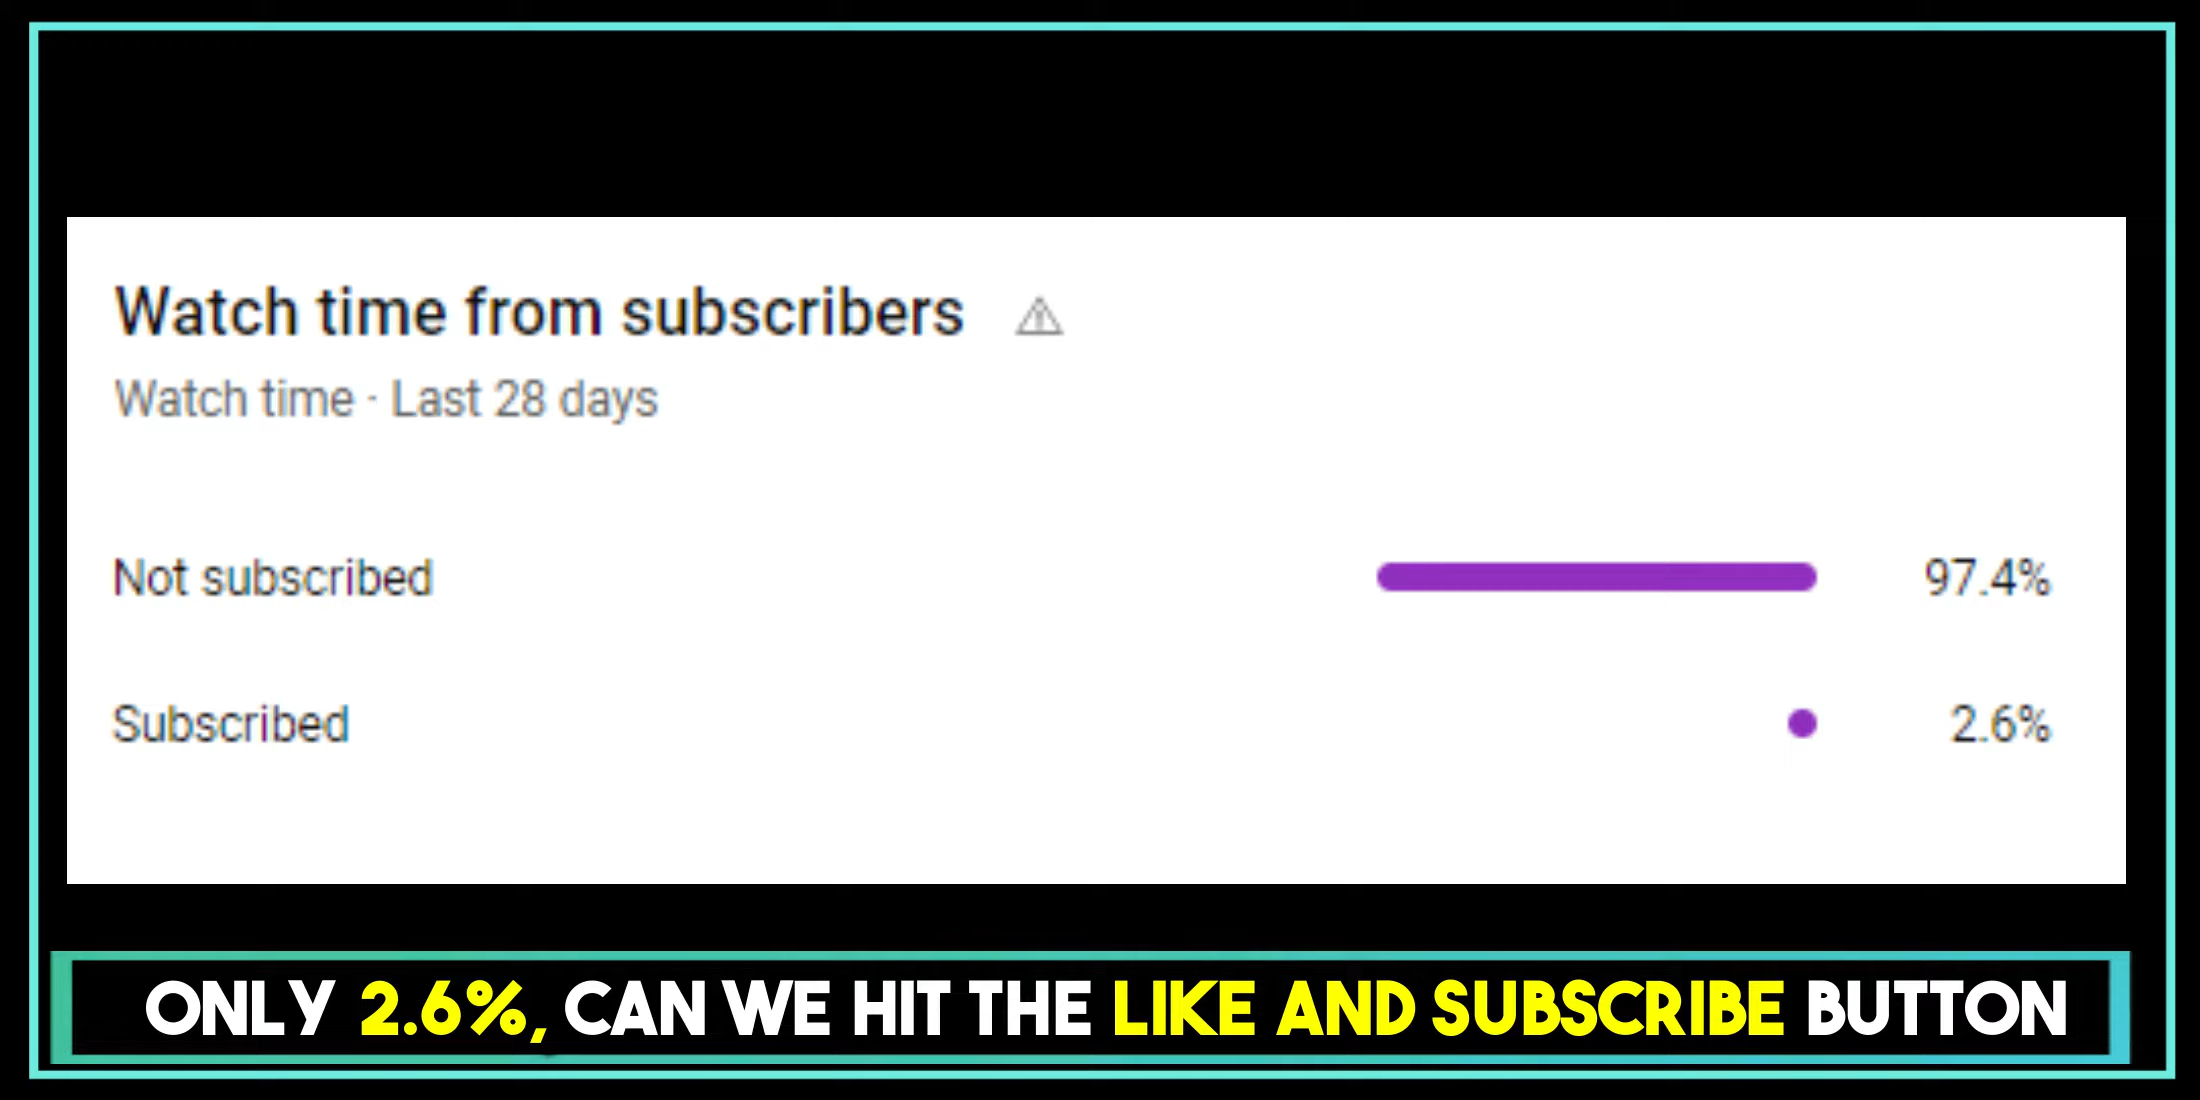 Watch time from subscribers
Watch time · Last 28 days
Not subscribed 97.4%
Subscribed 2.6%
ONLY 2.6%, CAN WE HIT THE LIKE AND SUBSCRIBE BUTTON